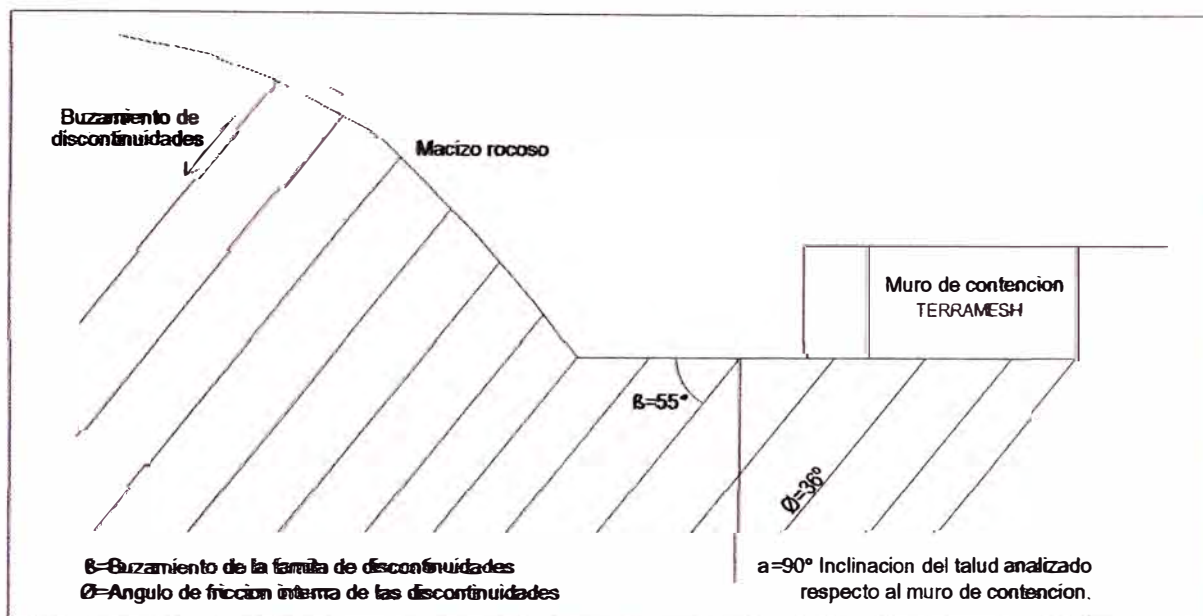 Buzamiento de
discontinuidades
Macizo rocoso
Muro de contencion
TERRAMESH
ß=55°
Ø=36º
ß=Buzamiento de la familia de discontinuidades
Ø=Angulo de friccion interna de las discontinuidades
a=90° Inclinacion del talud analizado
respecto al muro de contencion.